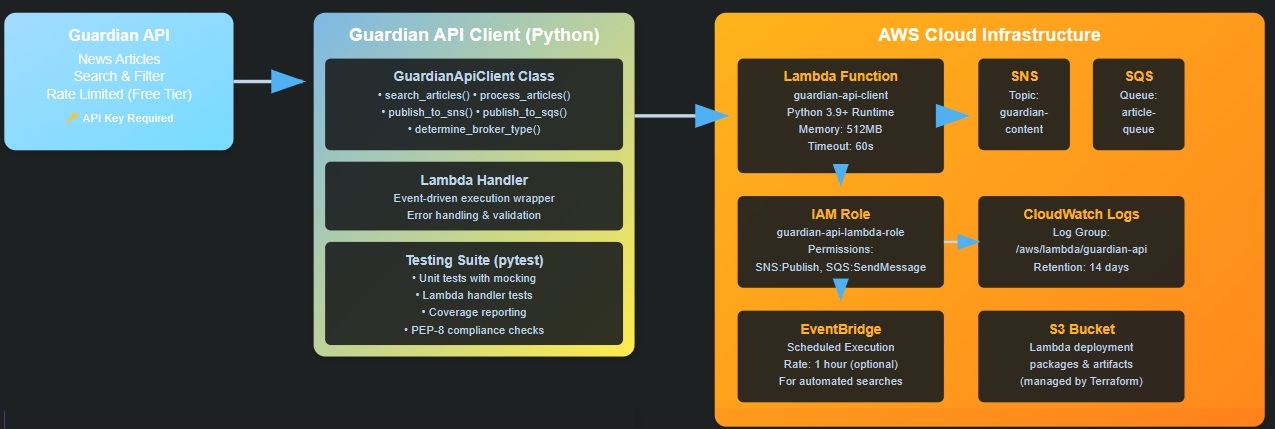 Guardian API
News Articles
Search & Filter
Rate Limited (Free Tier)
🔑 API Key Required
Guardian API Client (Python)
GuardianApiClient Class
• search_articles() • process_articles()
• publish_to_sns() • publish_to_sqs()
• determine_broker_type()
Lambda Handler
Event-driven execution wrapper
Error handling & validation
Testing Suite (pytest)
• Unit tests with mocking
• Lambda handler tests
• Coverage reporting
• PEP-8 compliance checks
AWS Cloud Infrastructure
Lambda Function
guardian-api-client
Python 3.9+ Runtime
Memory: 512MB
Timeout: 60s
SNS
Topic:
guardian-
content
SQS
Queue:
article-
queue
IAM Role
guardian-api-lambda-role
Permissions:
SNS:Publish, SQS:SendMessage
CloudWatch Logs
Log Group:
/aws/lambda/guardian-api
Retention: 14 days
EventBridge
Scheduled Execution
Rate: 1 hour (optional)
For automated searches
S3 Bucket
Lambda deployment
packages & artifacts
(managed by Terraform)